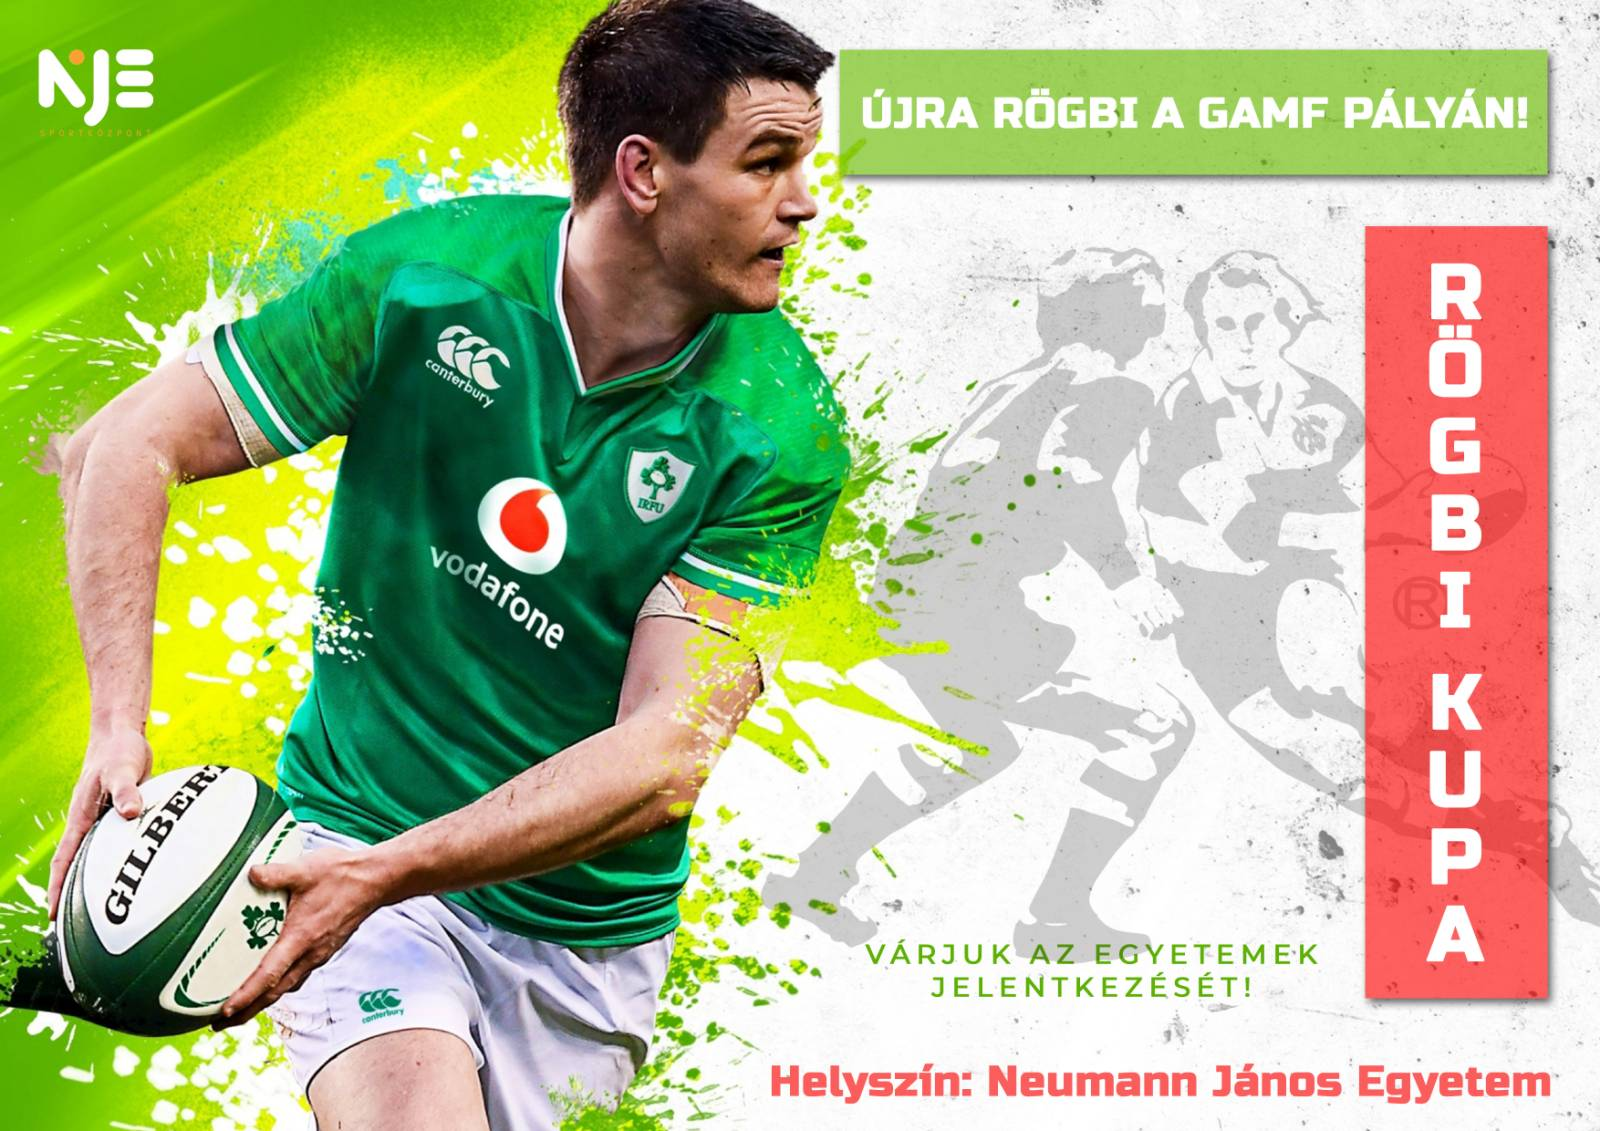 NJE
SPORTKÖZPONT
ÚJRA RÖGBI A GAMF PÁLYÁN!
RÖGBI KUPA
canterbury
IRFU
vodafone
®
GILBERT
canterbury
VÁRJUK AZ EGYETEMEK
JELENTKEZÉSÉT!
Helyszín: Neumann János Egyetem